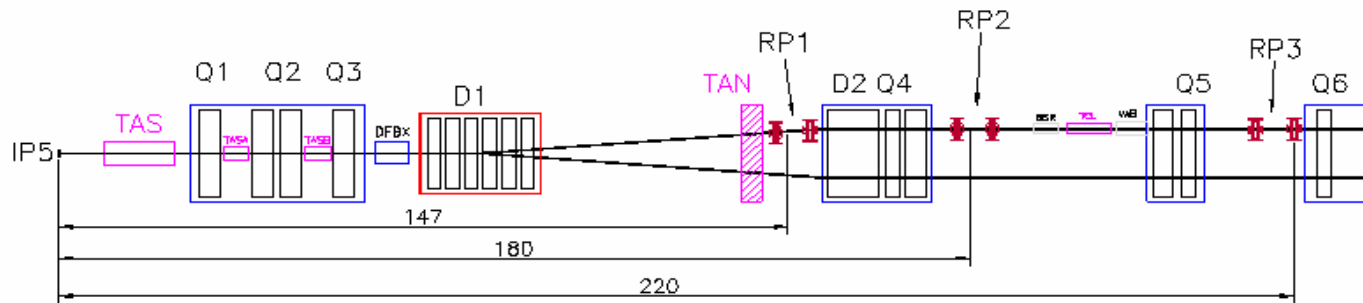 RP1
RP2
RP3
Q1
Q2
Q3
D1
TAN
D2
Q4
Q5
Q6
TAS
TASA
TASB
DFBX
TCL
IP5
147
180
220